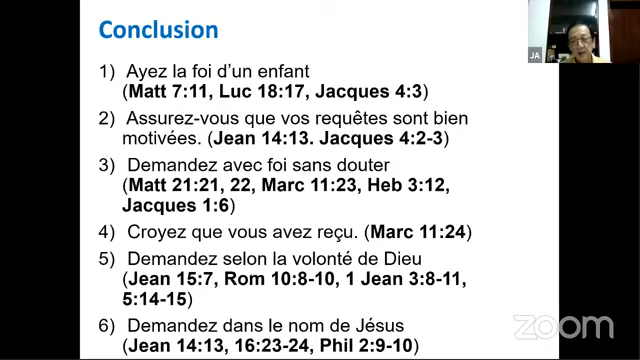 Conclusion
JA
1) Ayez la foi d'un enfant
(Matt 7:11, Luc 18:17, Jacques 4:3)
2) Assurez-vous que vos requêtes sont bien
motivées. (Jean 14:13. Jacques 4:2-3)
3) Demandez avec foi sans douter
(Matt 21:21, 22, Marc 11:23, Heb 3:12,
Jacques 1:6)
4) Croyez que vous avez reçu. (Marc 11:24)
5) Demandez selon la volonté de Dieu
(Jean 15:7, Rom 10:8-10, 1 Jean 3:8-11,
5:14-15)
6) Demandez dans le nom de Jésus
(Jean 14:13, 16:23-24, Phil 2:9-10)
zoom